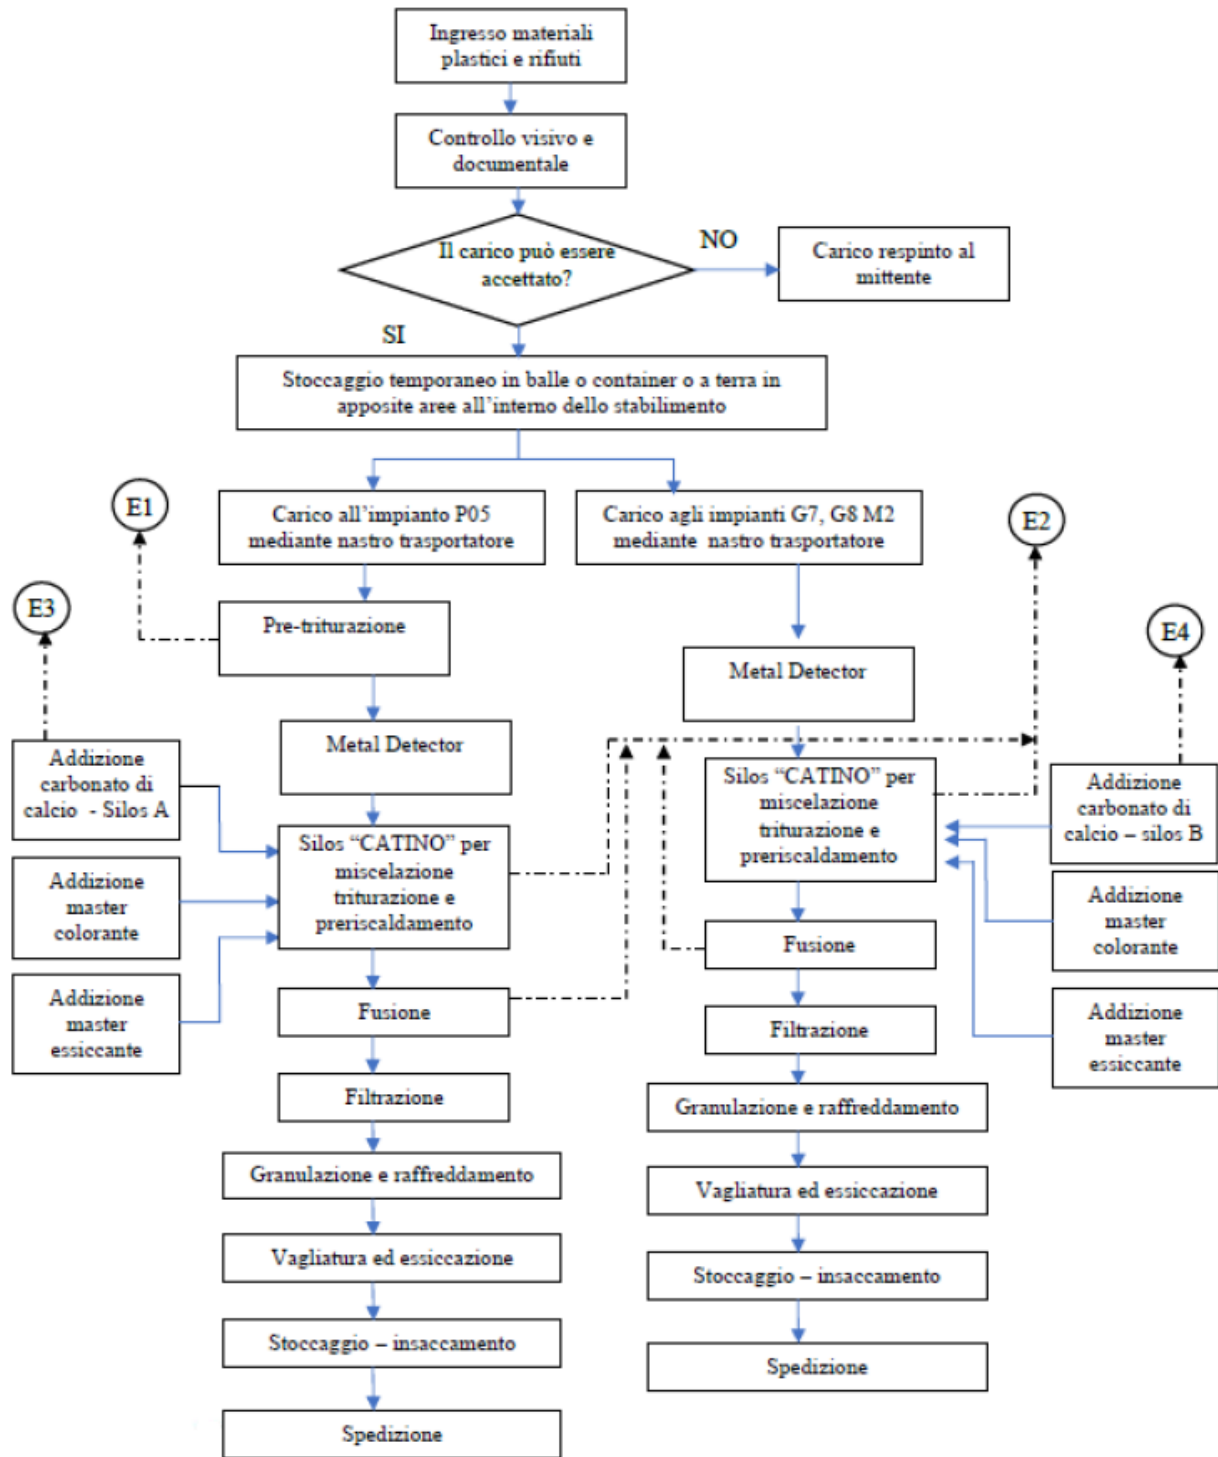 Ingresso materiali
plastici e rifiuti
Controllo visivo e
documentale
Il carico può essere
accettato?
NO
Carico respinto al
mittente
SI
Stoccaggio temporaneo in balle o container o a terra in
apposite aree all'interno dello stabilimento
E1
Carico all'impianto P05
mediante nastro trasportatore
Carico agli impianti G7, G8 M2
mediante nastro trasportatore
E2
E3
Pre-triturazione
E4
Metal Detector
Metal Detector
Addizione
carbonato di
calcio - Silos A
Silos “CATINO” per
miscelazione
triturazione e
preriscaldamento
Addizione
carbonato di
calcio – silos B
Silos “CATINO” per
miscelazione
triturazione e
preriscaldamento
Addizione
master
colorante
Addizione
master
colorante
Fusione
Addizione
master
essiccante
Fusione
Filtrazione
Addizione
master
essiccante
Filtrazione
Granulazione e raffreddamento
Granulazione e raffreddamento
Vagliatura ed essiccazione
Vagliatura ed essiccazione
Stoccaggio – insaccamento
Stoccaggio – insaccamento
Spedizione
Spedizione